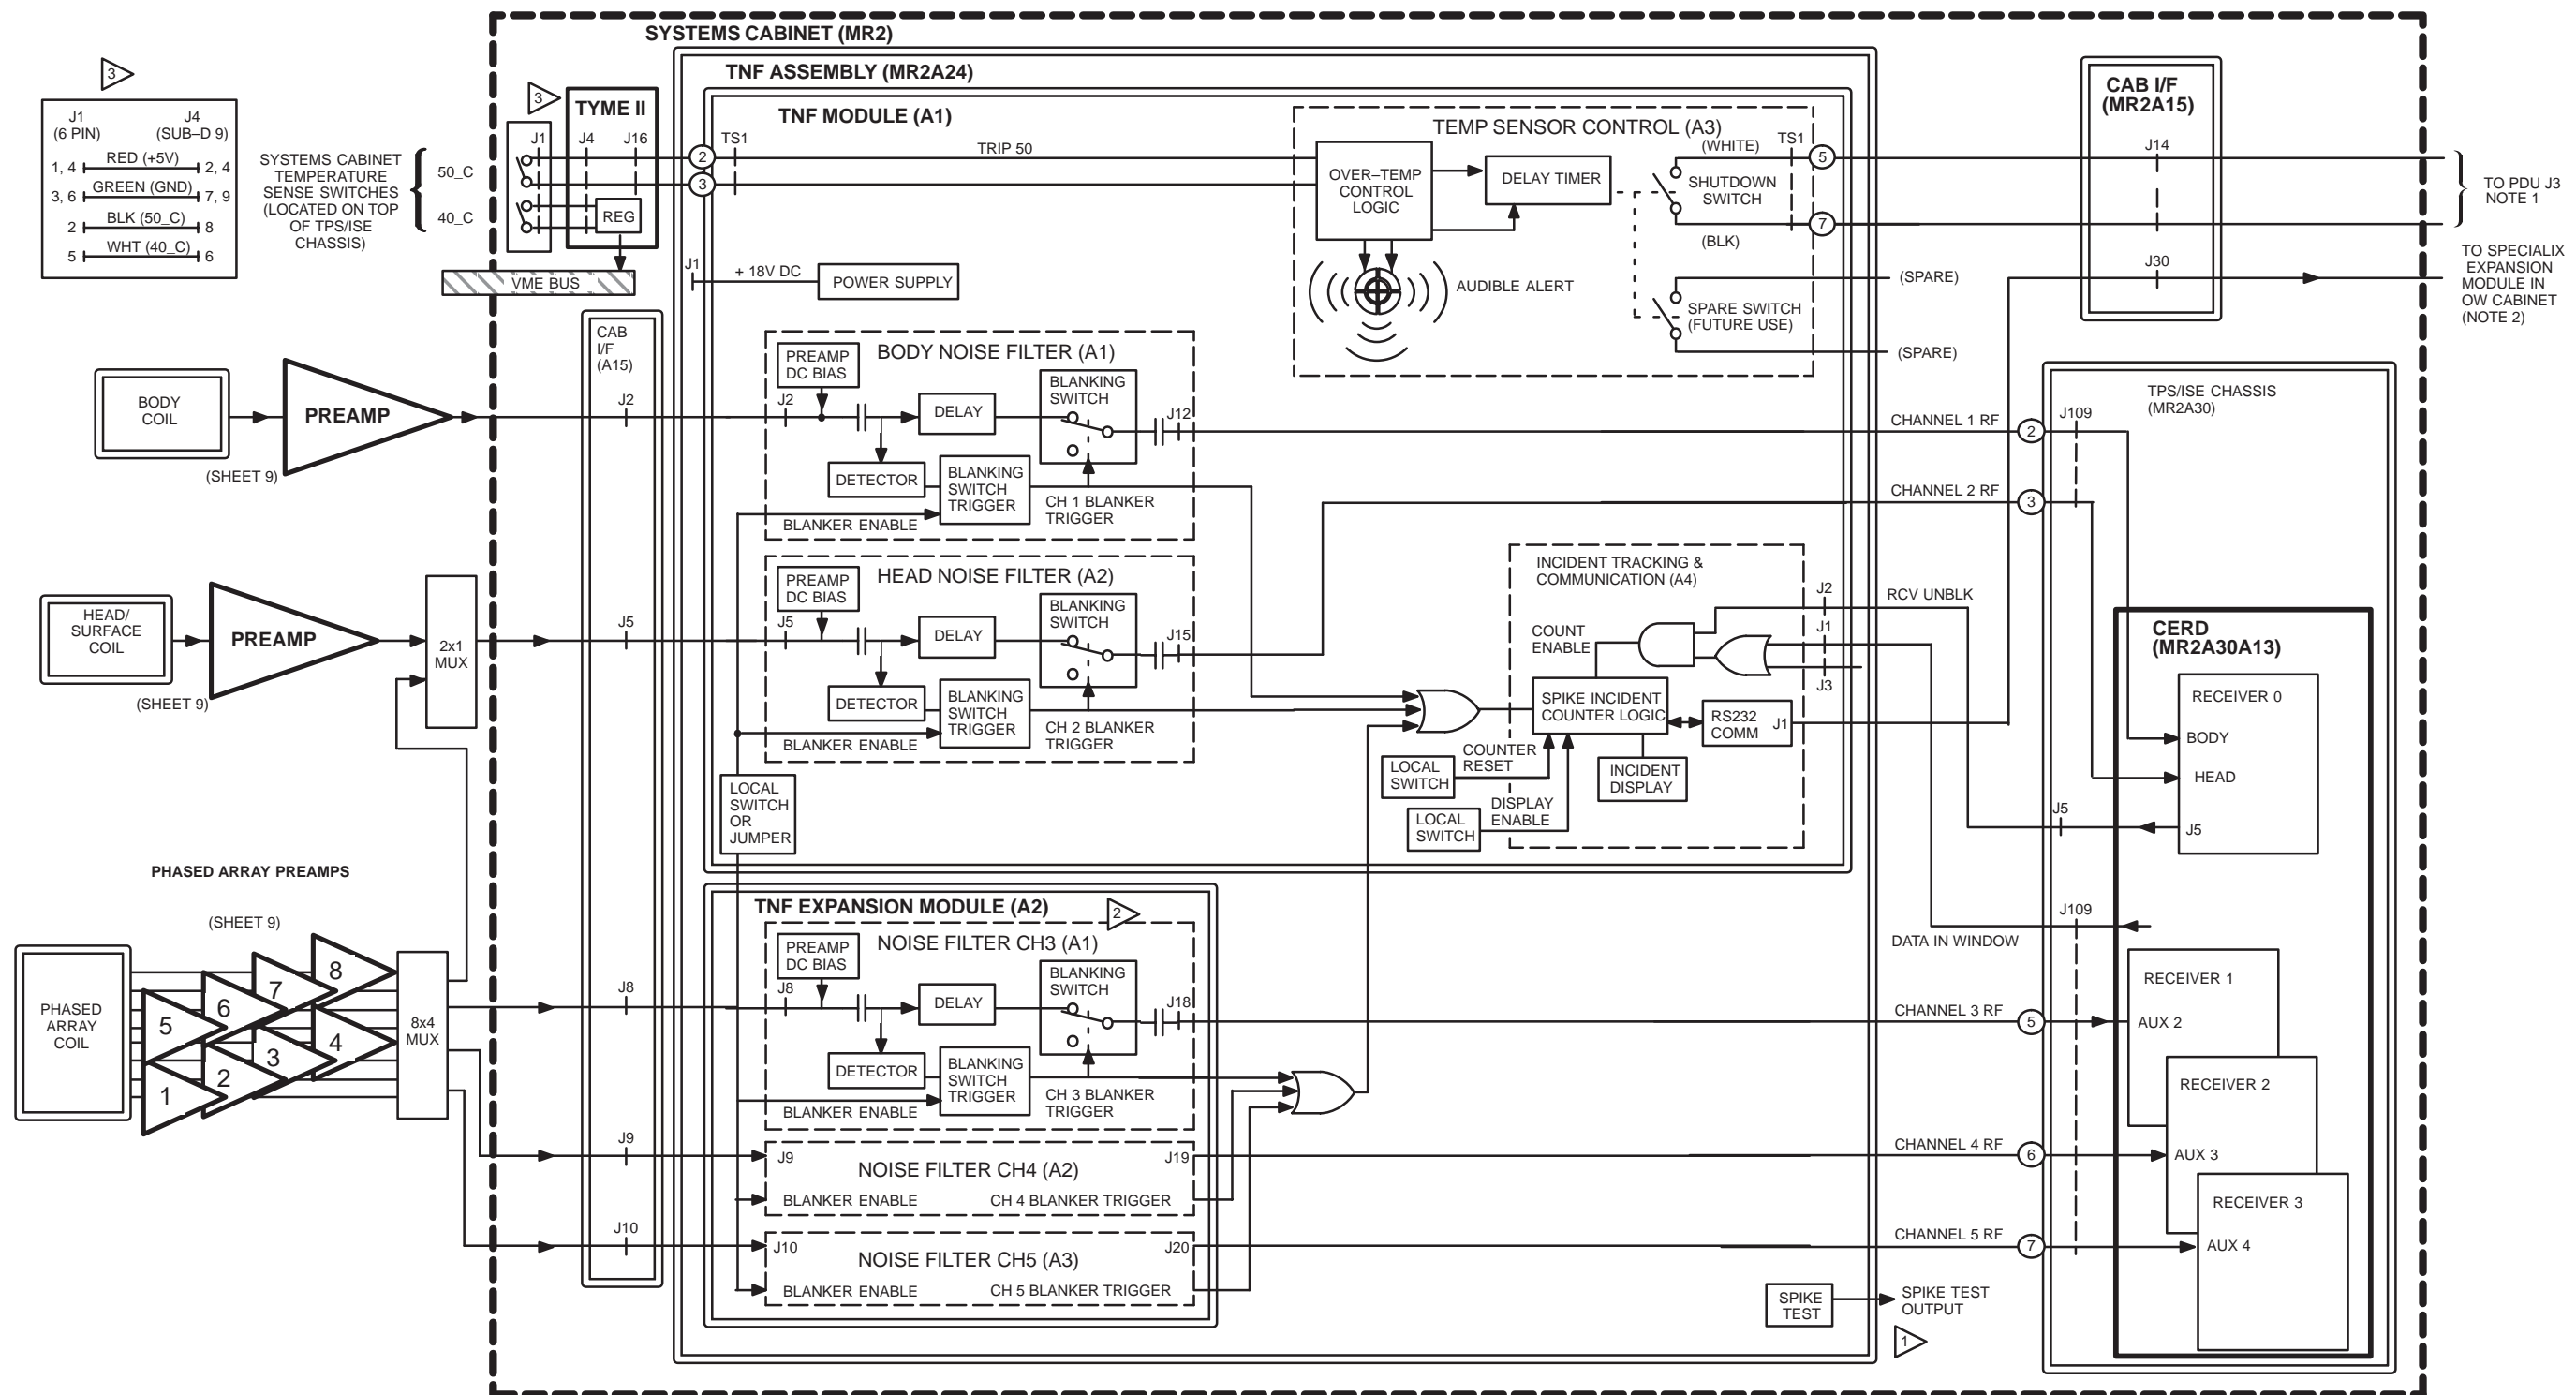 SYSTEMS CABINET (MR2)
3
J1
(6 PIN)
J4
(SUB–D 9)
1, 4 RED (+5V) 2, 4
3, 6 GREEN (GND) 7, 9
2 BLK (50_C) 8
5 WHT (40_C) 6
SYSTEMS CABINET
TEMPERATURE
SENSE SWITCHES
(LOCATED ON TOP
OF TPS/ISE
CHASSIS)
50_C
40_C
3
TYME II
J1
J4
J16
REG
VME BUS
TNF ASSEMBLY (MR2A24)
TNF MODULE (A1)
2
3
TS1
TRIP 50
J1
+ 18V DC
POWER SUPPLY
TEMP SENSOR CONTROL (A3)
OVER–TEMP
CONTROL
LOGIC
DELAY TIMER
(WHITE)
TS1
5
SHUTDOWN
SWITCH
7
(BLK)
AUDIBLE ALERT
SPARE SWITCH
(FUTURE USE)
(SPARE)
(SPARE)
CAB I/F
(MR2A15)
J14
J30
TO PDU J3
NOTE 1
TO SPECIALIX
EXPANSION
MODULE IN
OW CABINET
(NOTE 2)
BODY
COIL
PREAMP
(SHEET 9)
CAB
I/F
(A15)
J2
BODY NOISE FILTER (A1)
PREAMP
DC BIAS
J2
DELAY
BLANKING
SWITCH
J12
DETECTOR
BLANKING
SWITCH
TRIGGER
CH 1 BLANKER
TRIGGER
BLANKER ENABLE
CHANNEL 1 RF
2
J109
CHANNEL 2 RF
3
TPS/ISE CHASSIS
(MR2A30)
HEAD/
SURFACE
COIL
PREAMP
(SHEET 9)
2x1
MUX
J5
HEAD NOISE FILTER (A2)
PREAMP
DC BIAS
J5
DELAY
BLANKING
SWITCH
J15
DETECTOR
BLANKING
SWITCH
TRIGGER
CH 2 BLANKER
TRIGGER
BLANKER ENABLE
LOCAL
SWITCH
OR
JUMPER
INCIDENT TRACKING &
COMMUNICATION (A4)
COUNT
ENABLE
J2
J1
J3
RCV UNBLK
SPIKE INCIDENT
COUNTER LOGIC
RS232
COMM
J1
COUNTER
RESET
LOCAL
SWITCH
INCIDENT
DISPLAY
DISPLAY
ENABLE
LOCAL
SWITCH
CERD
(MR2A30A13)
RECEIVER 0
BODY
HEAD
J5
J5
PHASED ARRAY PREAMPS
(SHEET 9)
PHASED
ARRAY
COIL
5
6
7
8
1
2
3
4
8x4
MUX
J8
J9
J10
TNF EXPANSION MODULE (A2)
2
NOISE FILTER CH3 (A1)
PREAMP
DC BIAS
J8
DELAY
BLANKING
SWITCH
J18
DETECTOR
BLANKING
SWITCH
TRIGGER
CH 3 BLANKER
TRIGGER
BLANKER ENABLE
J9
NOISE FILTER CH4 (A2)
J19
BLANKER ENABLE
CH 4 BLANKER TRIGGER
J10
NOISE FILTER CH5 (A3)
J20
BLANKER ENABLE
CH 5 BLANKER TRIGGER
J109
DATA IN WINDOW
CHANNEL 3 RF
5
CHANNEL 4 RF
6
CHANNEL 5 RF
7
RECEIVER 1
AUX 2
RECEIVER 2
AUX 3
RECEIVER 3
AUX 4
SPIKE
TEST
SPIKE TEST
OUTPUT
1